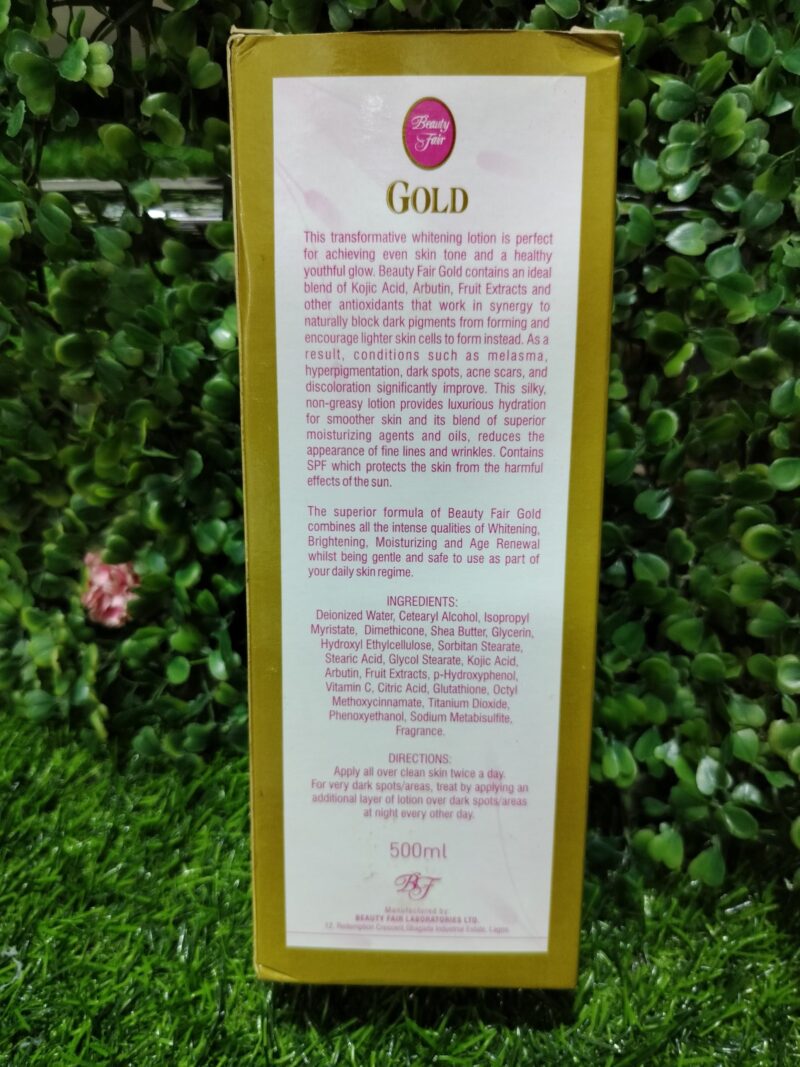 Beauty
Fair
GOLD
This transformative whitening lotion is perfect
for achieving even skin tone and a healthy
youthful glow. Beauty Fair Gold contains an ideal
blend of Kojic Acid, Arbutin, Fruit Extracts and
other antioxidants that work in synergy to
naturally block dark pigments from forming and
encourage lighter skin cells to form instead. As a
result, conditions such as melasma,
hyperpigmentation, dark spots, acne scars, and
discoloration significantly improve. This silky,
non-greasy lotion provides luxurious hydration
for smoother skin and its blend of superior
moisturizing agents and oils, reduces the
appearance of fine lines and wrinkles. Contains
SPF which protects the skin from the harmful
effects of the sun.
The superior formula of Beauty Fair Gold
combines all the intense qualities of Whitening,
Brightening, Moisturizing and Age Renewal
whilst being gentle and safe to use as part of
your daily skin regime.
INGREDIENTS:
Deionized Water, Cetearyl Alcohol, Isopropyl
Myristate, Dimethicone, Shea Butter, Glycerin,
Hydroxyl Ethylcellulose, Sorbitan Stearate,
Stearic Acid, Glycol Stearate, Kojic Acid,
Arbutin, Fruit Extracts, p-Hydroxyphenol,
Vitamin C, Citric Acid, Glutathione, Octyl
Methoxycinnamate, Titanium Dioxide,
Phenoxyethanol, Sodium Metabisulfite,
Fragrance.
DIRECTIONS:
Apply all over clean skin twice a day.
For very dark spots/areas, treat by applying an
additional layer of lotion over dark spots/areas
at night every other day.
500ml
BF
Manufactured by:
BEAUTY FAIR LABORATORIES LTD.
12, Redemption Crescent, Gbagada Industrial Estate, Lagos